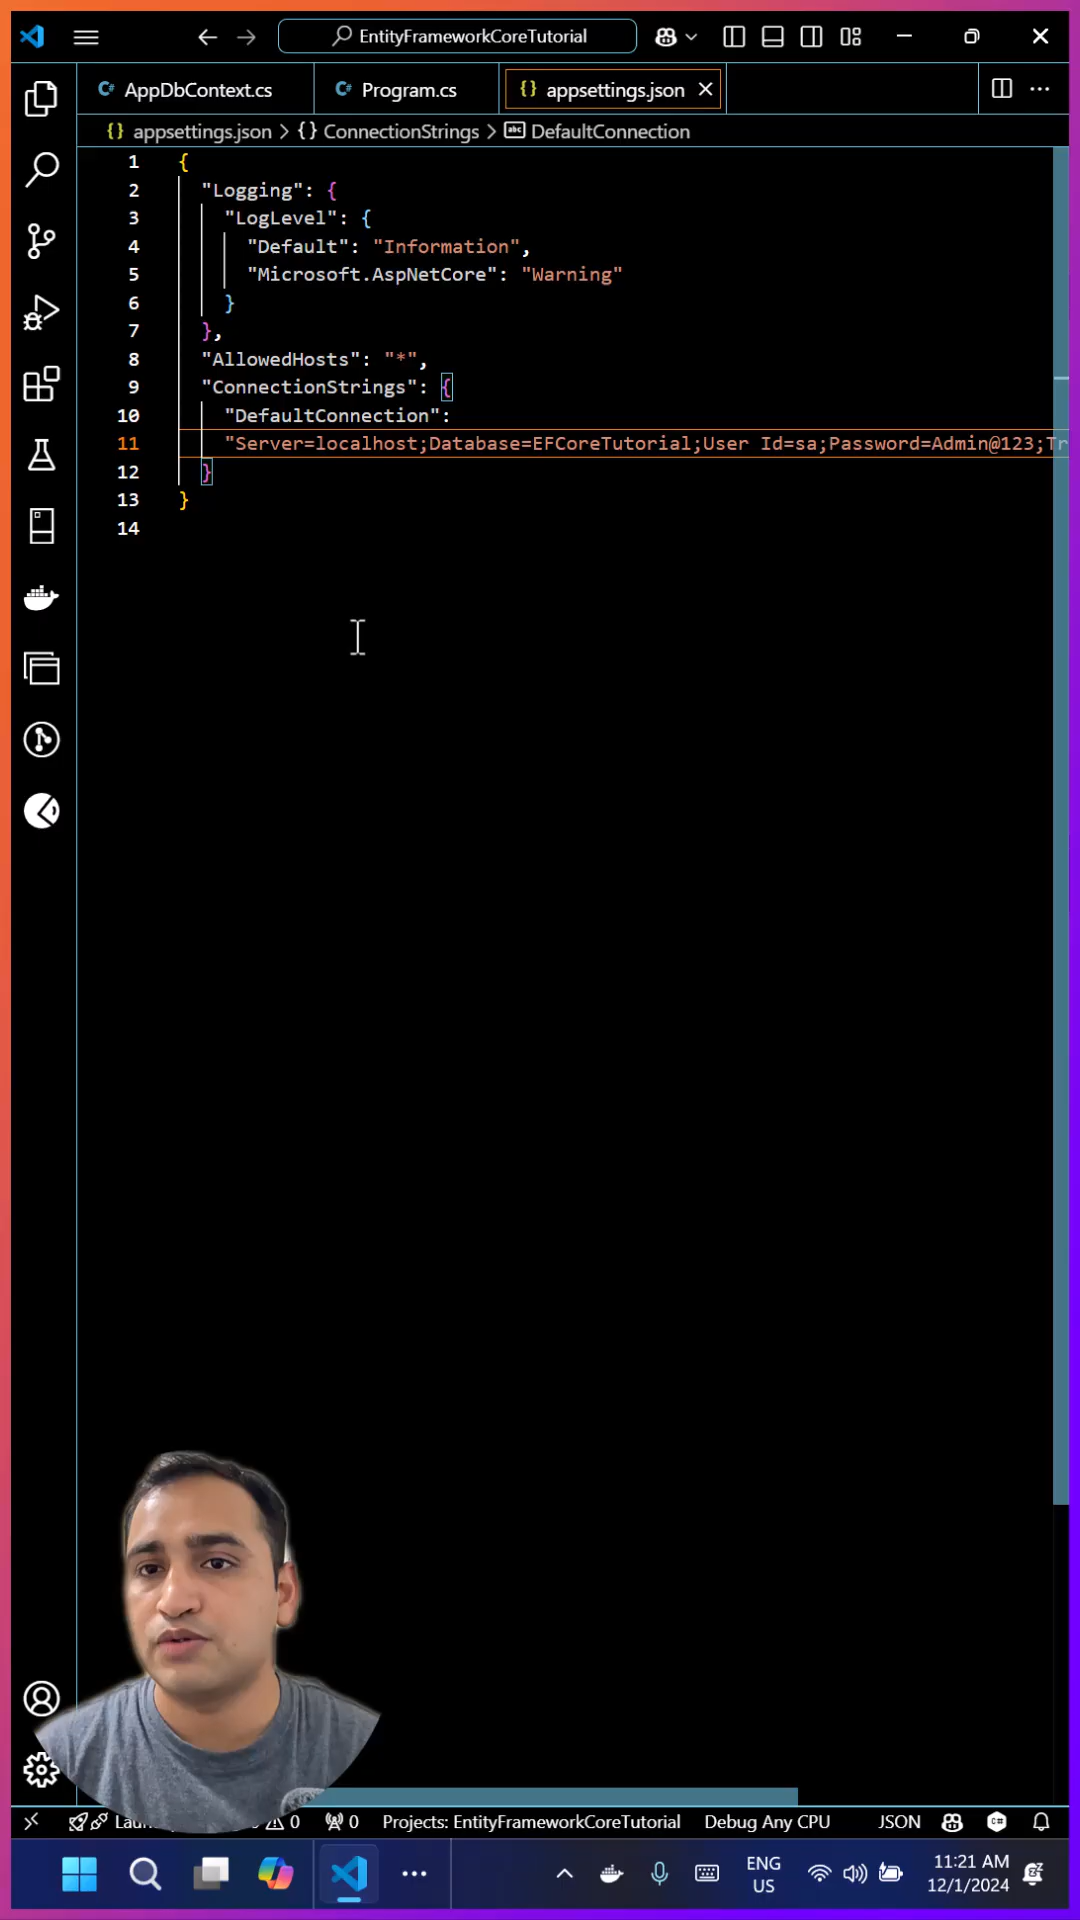 EntityFrameworkCoreTutorial
AppDbContext.cs
Program.cs
{} appsettings.json
{} appsettings.json > {} ConnectionStrings > abc DefaultConnection
1 {
2 "Logging": {
3 "LogLevel": {
4 "Default": "Information",
5 "Microsoft.AspNetCore": "Warning"
6 }
7 },
8 "AllowedHosts": "*",
9 "ConnectionStrings": {
10 "DefaultConnection":
11 "Server=localhost;Database=EFCoreTutorial;User Id=sa;Password=Admin@123;Tr
12 }
13 }
14
0 0 Projects: EntityFrameworkCoreTutorial Debug Any CPU JSON
ENG
US
11:21 AM
12/1/2024